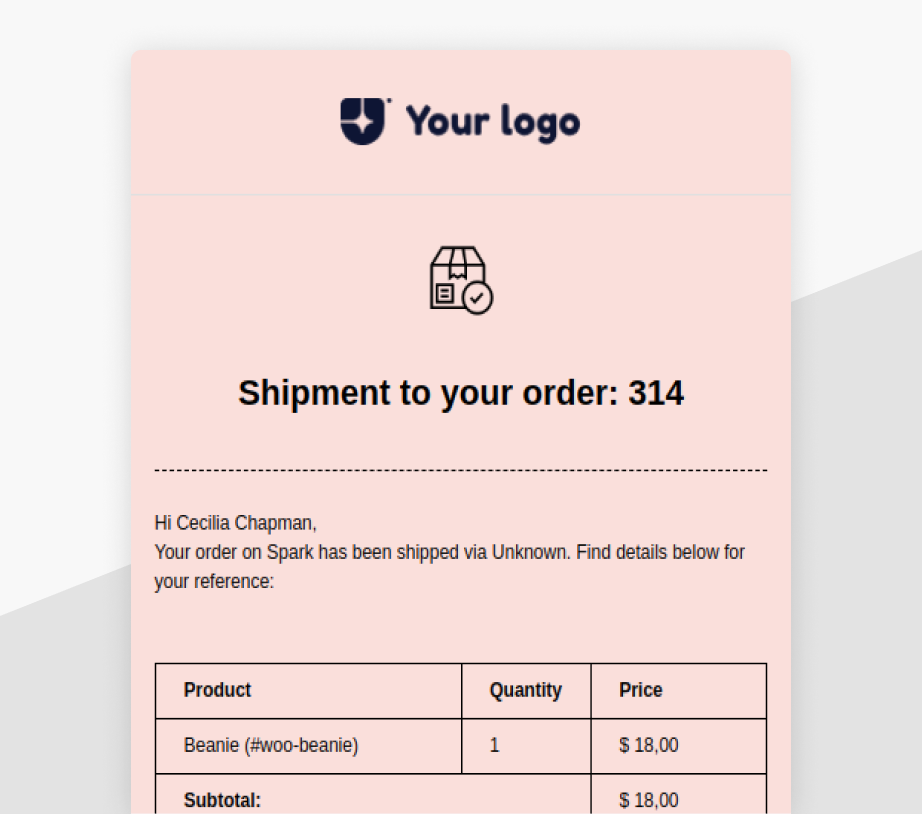 Your logo
Shipment to your order: 314
Hi Cecilia Chapman,
Your order on Spark has been shipped via Unknown. Find details below for
your reference:
Product Quantity Price
Beanie (#woo-beanie) 1 $ 18,00
Subtotal: $ 18,00